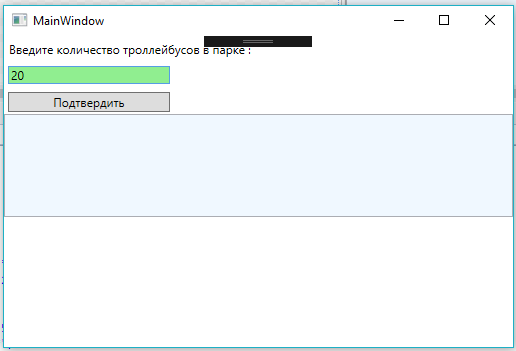 MainWindow
Введите количество троллейбусов в парке :
20
Подтвердить